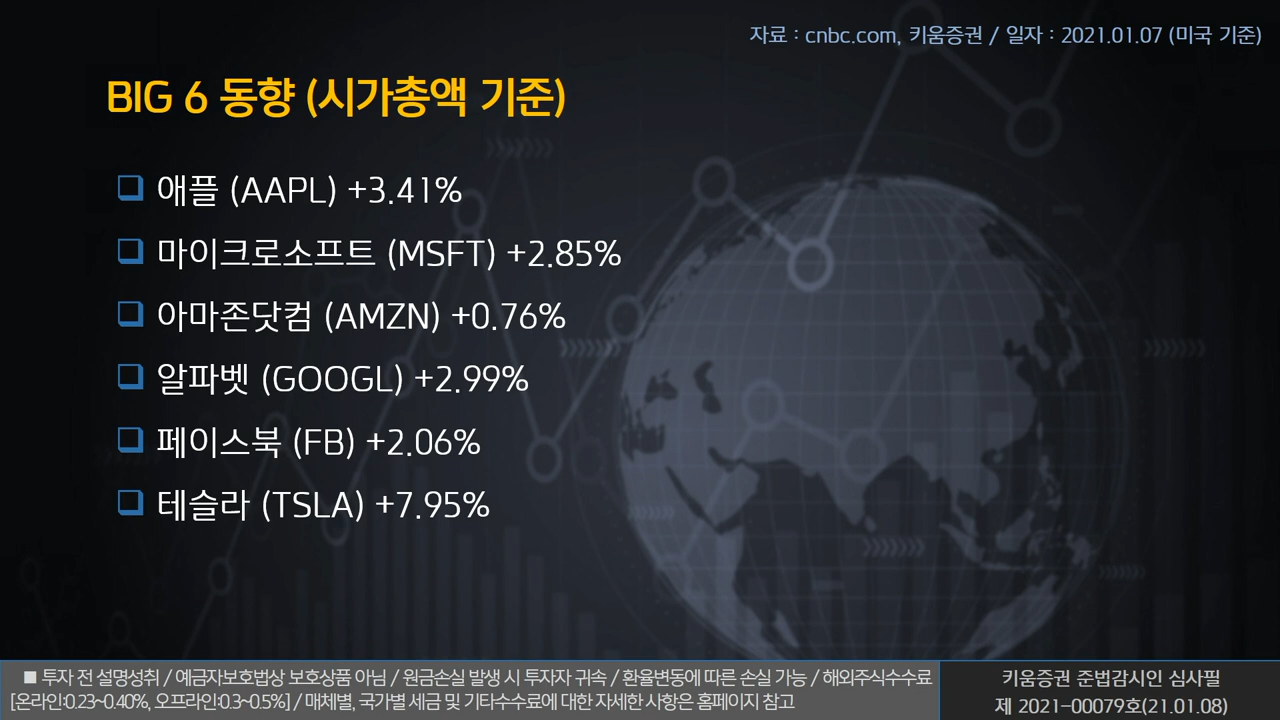 자료 : cnbc.com, 키움증권 / 일자 : 2021.01.07 (미국 기준)
BIG 6 동향 (시가총액 기준)
애플 (AAPL) +3.41%
마이크로소프트 (MSFT) +2.85%
아마존닷컴 (AMZN) +0.76%
알파벳 (GOOGL) +2.99%
페이스북 (FB) +2.06%
테슬라 (TSLA) +7.95%
■ 투자 전 설명성취 / 예금자보호법상 보호상품 아님 / 원금손실 발생 시 투자자 귀속 / 환율변동에 따른 손실 가능 / 해외주식수수료
[온라인:0.23~0.40%, 오프라인:0.3~0.5%] / 매체별, 국가별 세금 및 기타수수료에 대한 자세한 사항은 홈페이지 참고
키움증권 준법감시인 심사필
제 2021-00079호(21.01.08)